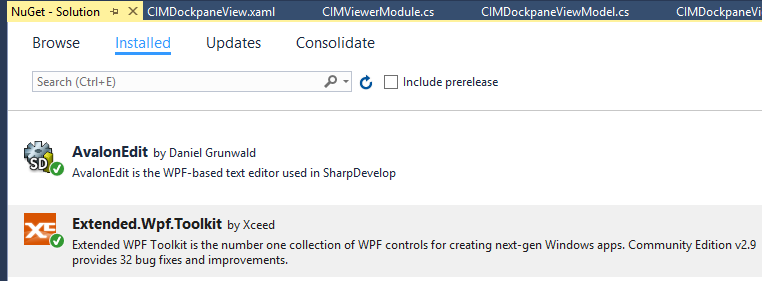 NuGet - Solution CIMDockpaneView.xaml CIMViewerModule.cs CIMDockpaneViewModel.cs CIMDockpaneVie
Browse Installed Updates Consolidate
Search (Ctrl+E) Include prerelease
AvalonEdit by Daniel Grunwald
SD AvalonEdit is the WPF-based text editor used in SharpDevelop
Extended.Wpf.Toolkit by Xceed
Extended WPF Toolkit is the number one collection of WPF controls for creating next-gen Windows apps. Community Edition v2.9
provides 32 bug fixes and improvements.